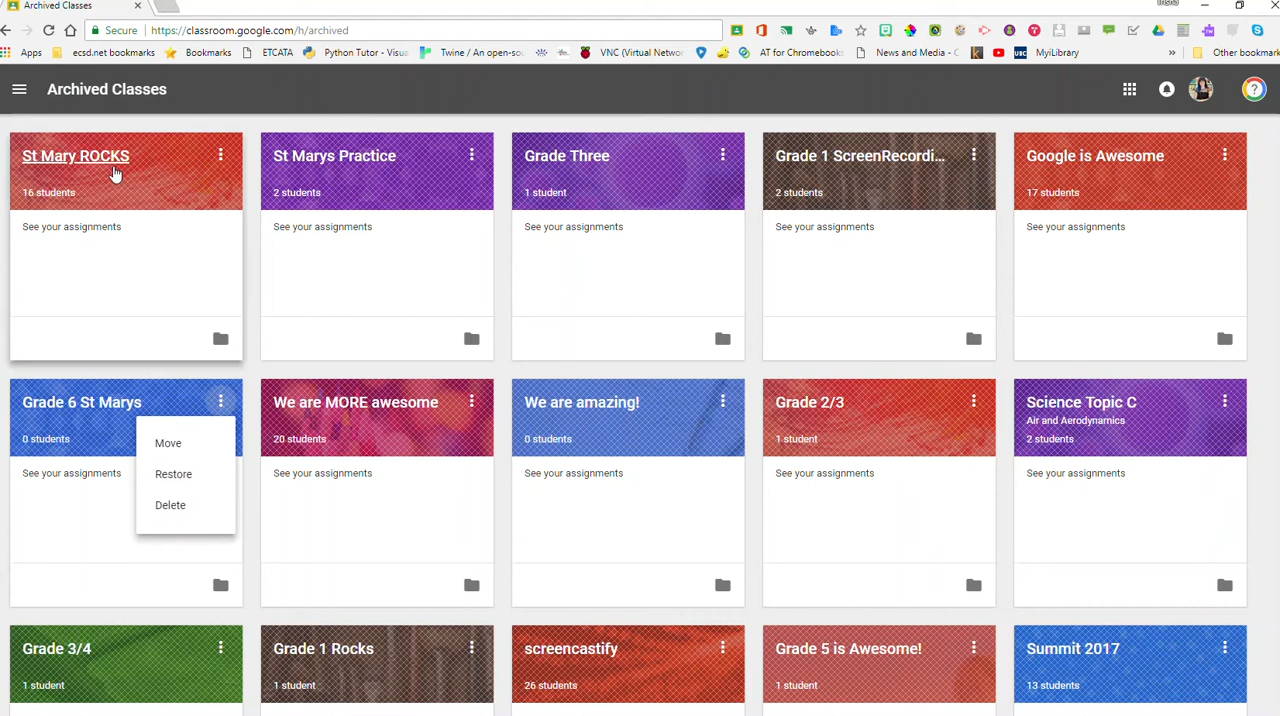 Archived Classes
Secure https://classroom.google.com/h/archived
Apps ecsd.net bookmarks Bookmarks ETCATA Python Tutor - Visua Twine / An open-sou VNC (Virtual Networ AT for Chromebook News and Media - C UBC MyLibrary » Other bookmark
Archived Classes
St Mary ROCKS
16 students
See your assignments
St Marys Practice
2 students
See your assignments
Grade Three
1 student
See your assignments
Grade 1 ScreenRecordi...
2 students
See your assignments
Google is Awesome
17 students
See your assignments
Grade 6 St Marys
0 students
See your assignments
Move
Restore
Delete
We are MORE awesome
20 students
See your assignments
We are amazing!
0 students
See your assignments
Grade 2/3
1 student
See your assignments
Science Topic C
Air and Aerodynamics
2 students
See your assignments
Grade 3/4
1 student
Grade 1 Rocks
1 student
screencastify
26 students
Grade 5 is Awesome!
1 student
Summit 2017
13 students